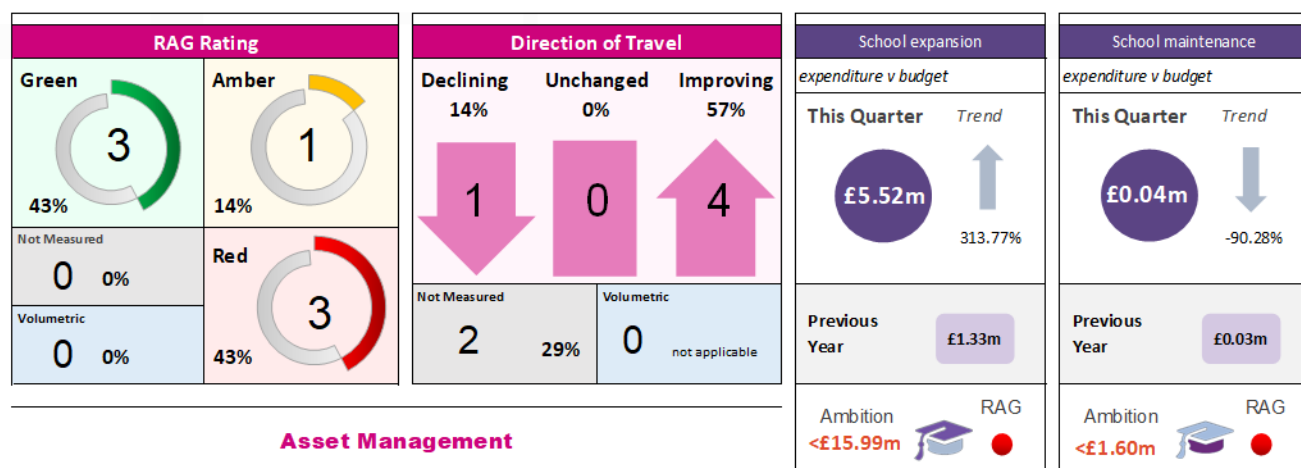 RAG Rating
Green
3
43%
Amber
1
14%
Not Measured
0 0%
Volumetric
0 0%
Red
3
43%
Direction of Travel
Declining Unchanged Improving
14% 0% 57%
1 0 4
Not Measured
2 29%
Volumetric
0 not applicable
Asset Management
School expansion
expenditure v budget
This Quarter Trend
£5.52m
313.77%
Previous
Year
£1.33m
Ambition RAG
<£15.99m
School maintenance
expenditure v budget
This Quarter Trend
£0.04m
-90.28%
Previous
Year
£0.03m
Ambition RAG
<£1.60m